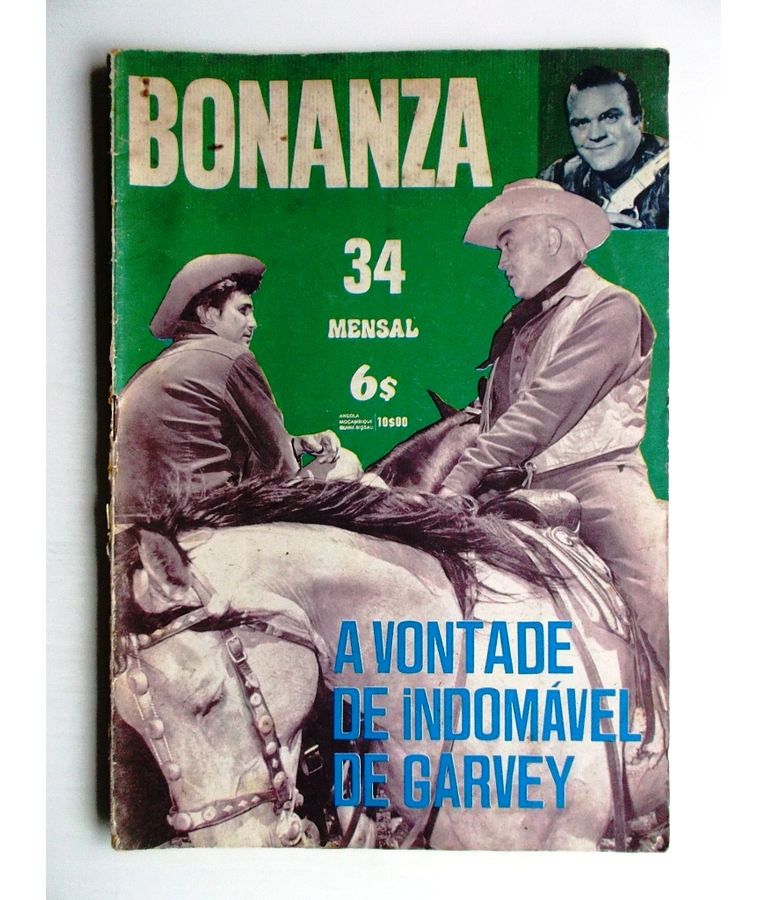 BONANZA
34
MENSAL
6$
ANGOLA
MOÇAMBIQUE
GUINÉ-BISSAU
10$00
A VONTADE
DE iNDOMÁVEL
DE GARVEY